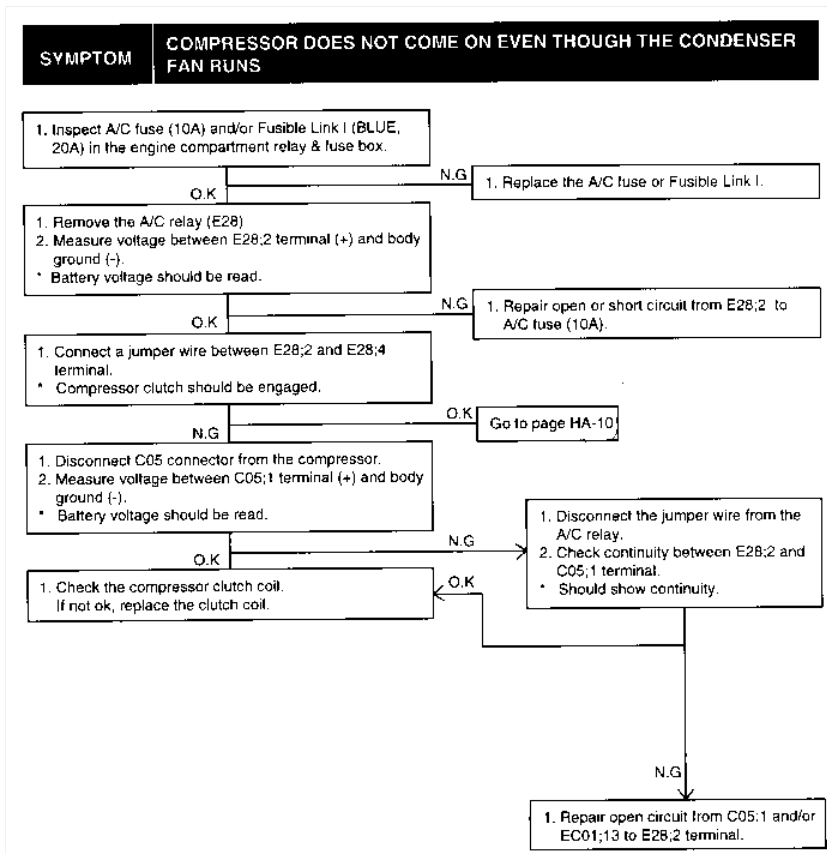 SYMPTOM
COMPRESSOR DOES NOT COME ON EVEN THOUGH THE CONDENSER
FAN RUNS
1. Inspect A/C fuse (10A) and/or Fusible Link I (BLUE,
20A) in the engine compartment relay & fuse box.
N.G
1. Replace the A/C fuse or Fusible Link I.
O.K
1. Remove the A/C relay (E28)
2. Measure voltage between E28;2 terminal (+) and body
ground (-).
* Battery voltage should be read.
N.G
1. Repair open or short circuit from E28;2 to
A/C fuse (10A).
O.K
1. Connect a jumper wire between E28;2 and E28;4
terminal.
* Compressor clutch should be engaged.
O.K
Go to page HA-10
N.G
1. Disconnect C05 connector from the compressor.
2. Measure voltage between C05;1 terminal (+) and body
ground (-).
* Battery voltage should be read.
N.G
1. Disconnect the jumper wire from the
A/C relay.
2. Check continuity between E28;2 and
C05;1 terminal.
* Should show continuity.
O.K
1. Check the compressor clutch coil.
If not ok, replace the clutch coil.
O.K
N.G
1. Repair open circuit from C05;1 and/or
EC01;13 to E28;2 terminal.